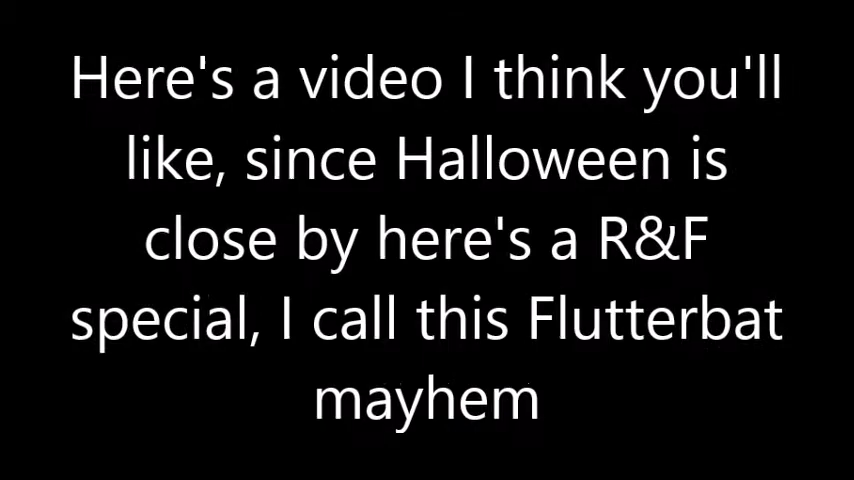 Here's a video I think you'll
like, since Halloween is
close by here's a R&F
special, I call this Flutterbat
mayhem